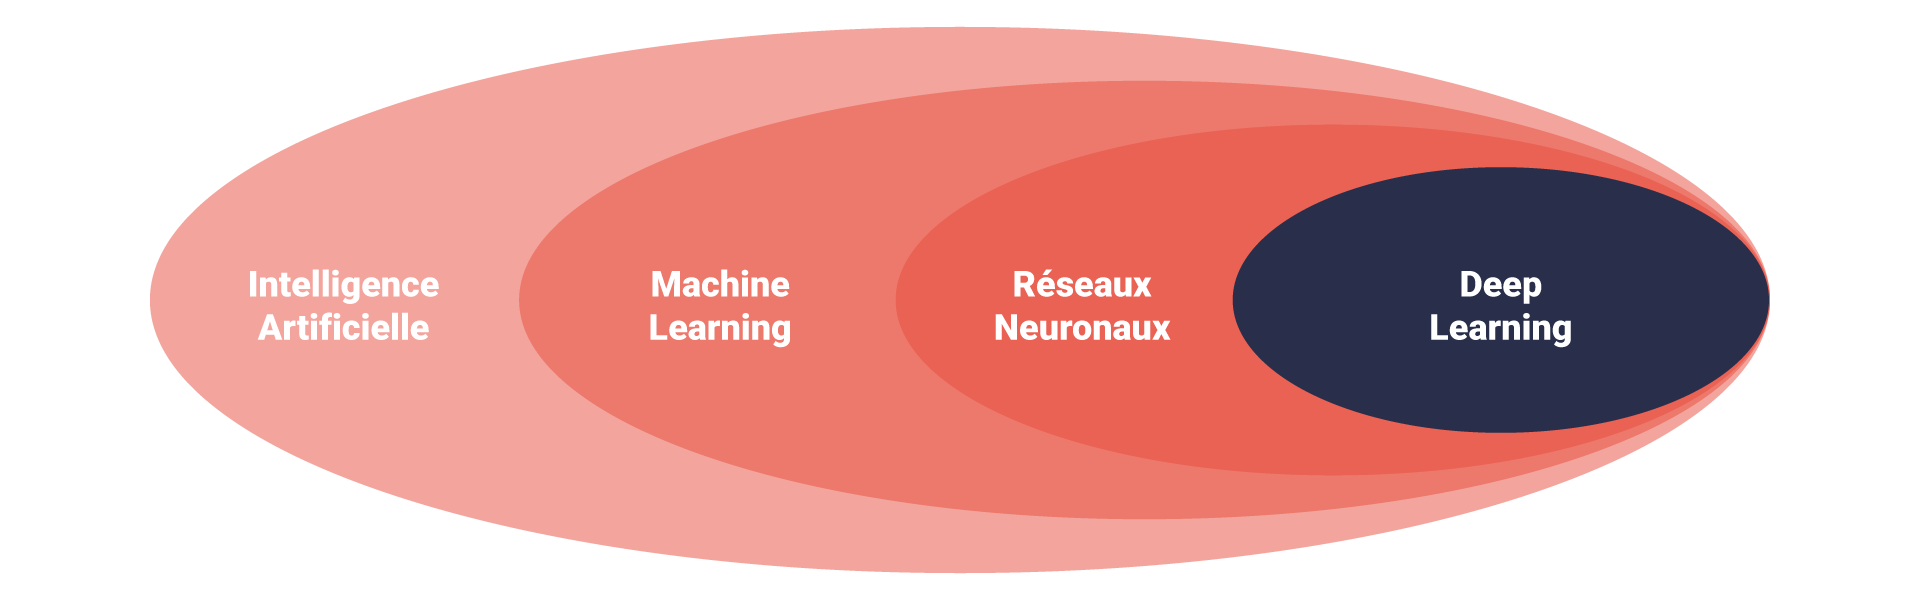 Intelligence
Artificielle
Machine
Learning
Réseaux
Neuronaux
Deep
Learning